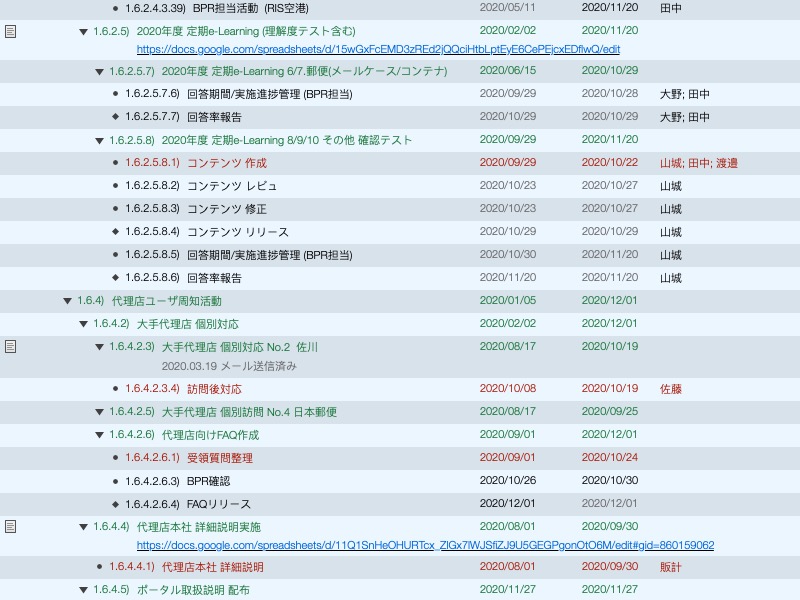 1.6.2.4.3.39) BPR担当活動 (RIS空港) 2020/05/11 2020/11/20 田中
1.6.2.5) 2020年度 定期e-Learning (理解度テスト含む) 2020/02/02 2020/11/20
https://docs.google.com/spreadsheets/d/15wGxFcEMD3zREd2jQQciHtbLptEyE6CePEjcxEDflwQ/edit
1.6.2.5.7) 2020年度 定期e-Learning 6/7.郵便(メールケース/コンテナ) 2020/06/15 2020/10/29
1.6.2.5.7.6) 回答期間/実施進捗管理 (BPR担当) 2020/09/29 2020/10/28 大野; 田中
1.6.2.5.7.7) 回答率報告 2020/10/29 2020/10/29 大野; 田中
1.6.2.5.8) 2020年度 定期e-Learning 8/9/10 その他 確認テスト 2020/09/29 2020/11/20
1.6.2.5.8.1) コンテンツ 作成 2020/09/29 2020/10/22 山城; 田中; 渡邉
1.6.2.5.8.2) コンテンツ レビュ 2020/10/23 2020/10/27 山城
1.6.2.5.8.3) コンテンツ 修正 2020/10/23 2020/10/27 山城
1.6.2.5.8.4) コンテンツ リリース 2020/10/29 2020/10/29 山城
1.6.2.5.8.5) 回答期間/実施進捗管理 (BPR担当) 2020/10/30 2020/11/20 山城
1.6.2.5.8.6) 回答率報告 2020/11/20 2020/11/20 山城
1.6.4) 代理店ユーザ周知活動 2020/01/05 2020/12/01
1.6.4.2) 大手代理店 個別対応 2020/02/02 2020/12/01
1.6.4.2.3) 大手代理店 個別対応 No.2 佐川 2020/08/17 2020/10/19
2020.03.19 メール送信済み
1.6.4.2.3.4) 訪問後対応 2020/10/08 2020/10/19 佐藤
1.6.4.2.5) 大手代理店 個別訪問 No.4 日本郵便 2020/08/17 2020/09/25
1.6.4.2.6) 代理店向けFAQ作成 2020/09/01 2020/12/01
1.6.4.2.6.1) 受領質問整理 2020/09/01 2020/10/24
1.6.4.2.6.3) BPR確認 2020/10/26 2020/10/30
1.6.4.2.6.4) FAQリリース 2020/12/01 2020/12/01
1.6.4.4) 代理店本社 詳細説明実施 2020/08/01 2020/09/30
https://docs.google.com/spreadsheets/d/11Q1SnHeOHURTcx_ZIGx7lWJSfiZJ9U5GEGPgonOtO6M/edit#gid=860159062
1.6.4.4.1) 代理店本社 詳細説明 2020/08/01 2020/09/30 販計
1.6.4.5) ポータル取扱説明 配布 2020/11/27 2020/11/27